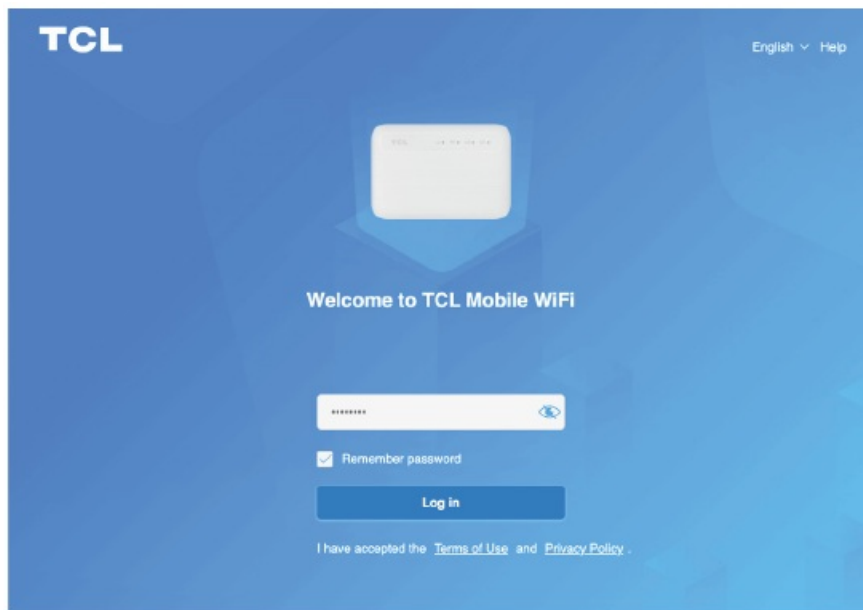 TCL
English Help
TCL
Welcome to TCL Mobile WiFi
••••••••
Remember password
Log in
I have accepted the Terms of Use and Privacy Policy .